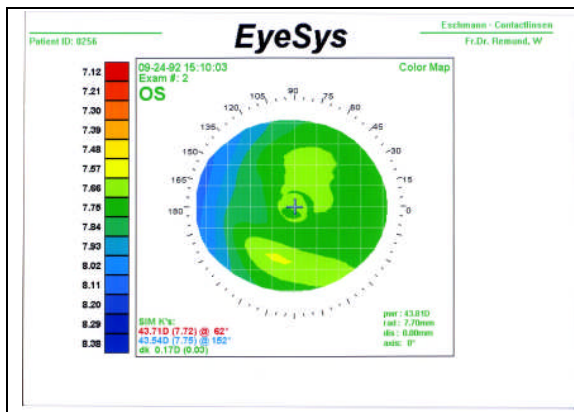 Patient ID: 0256
EyeSys
Eschmann - Contactlinsen
Fr.Dr. Remund, W
09-24-92 15:10:03
Exam #: 2
OS
Color Map
7.12
7.21
7.30
7.39
7.48
7.57
7.66
7.75
7.84
7.93
8.02
8.11
8.20
8.29
8.38
90
105
120
135
150
165
180
75
60
45
30
15
0
SIM K's:
43.71D (7.72) @ 62°
43.54D (7.75) @ 152°
dk 0.17D (0.03)
pwr : 43.81D
rad : 7.70mm
dis : 0.00mm
axis: 0°